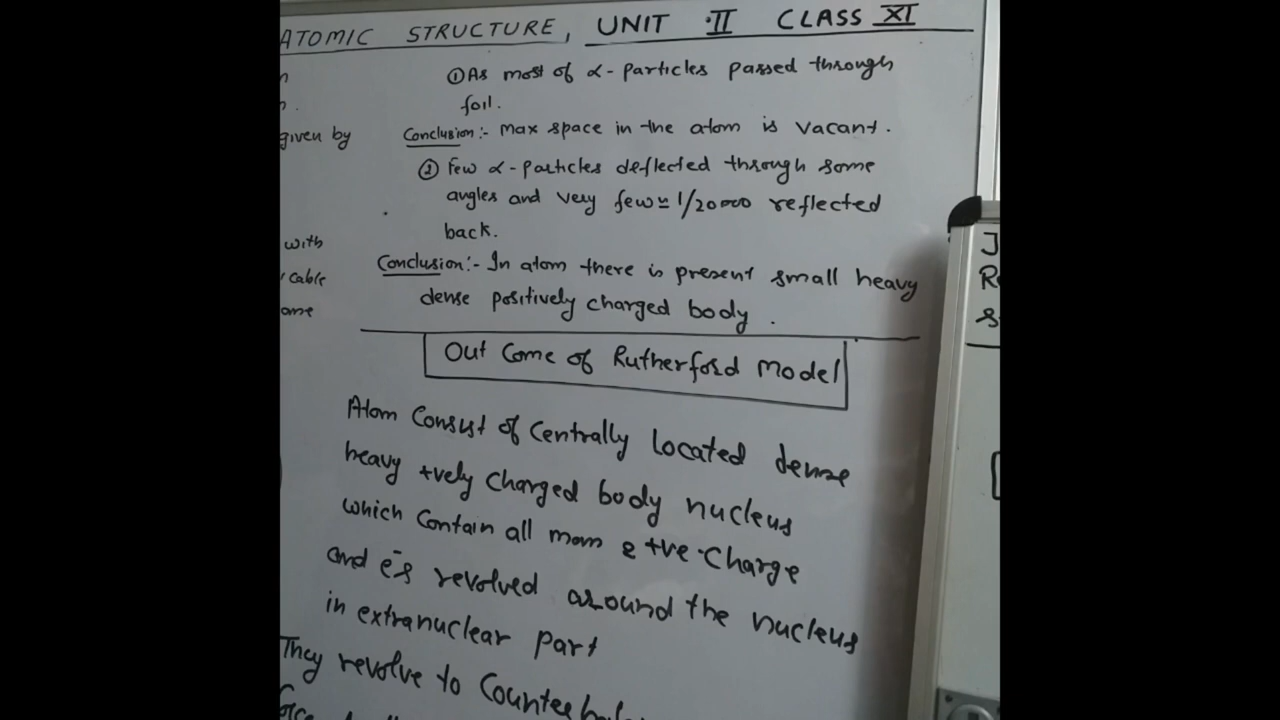 ATOMIC STRUCTURE, UNIT II CLASS XI
① As most of α-particles passed through
foil.
given by
Conclusion:- Max space in the atom is vacant.
② Few α-particles deflected through some
angles and very few ≃ 1/20000 reflected
back.
with
Conclusion:- In atom there is present small heavy
cable
dense positively charged body.
ome
Out Come of Rutherford Model
Atom Consist of Centrally Located dense
heavy +vely Charged body nucleus
which Contain all mass & +ve Charge
and e-s revolved around the nucleus
in extranuclear part
They revolve to
J
R
S